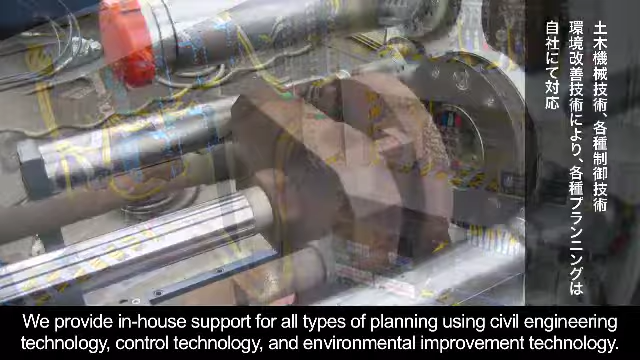 土木機械技術、各種制御技術
環境改善技術により、各種プランニングは
自社にて対応
We provide in-house support for all types of planning using civil engineering
technology, control technology, and environmental improvement technology.